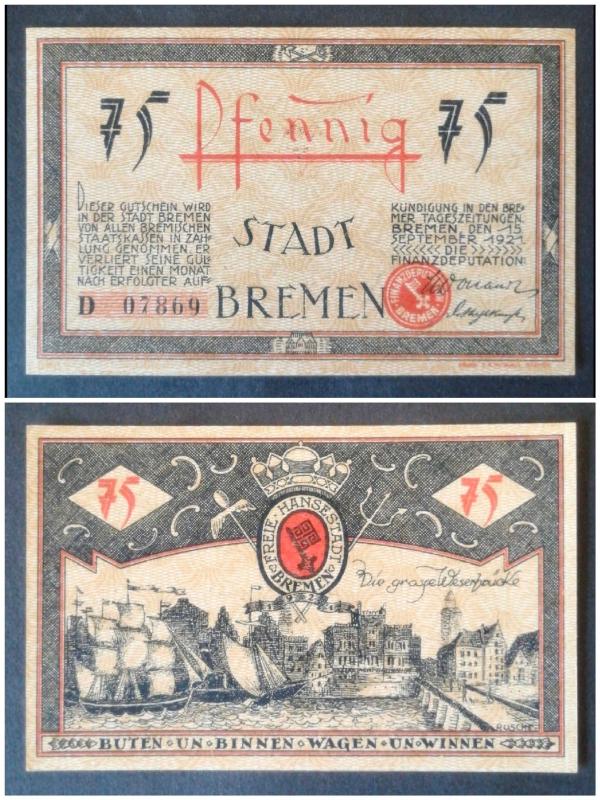 75 Pfennig 75
DIESER GUTSCHEIN WIRD
IN DER STADT BREMEN
VON ALLEN BREMISCHEN
STAATSKASSEN IN ZAH-
LUNG GENOMMEN. ER
VERLIERT SEINE GÜL-
TIGKEIT EINEN MONAT
NACH ERFOLGTER AUF-
D 07869
STADT
BREMEN
KÜNDIGUNG IN DEN BRE-
MER TAGESZEITUNGEN.
BREMEN, DEN 15.
SEPTEMBER 1921
DIE
FINANZDEPUTATION:
FINANZDEPUTATION
BREMEN
75
75
FREIE·HANSESTADT
BREMEN
Die grosse Weserbrücke
BUTEN·UN·BINNEN·WAGEN·UN·WINNEN